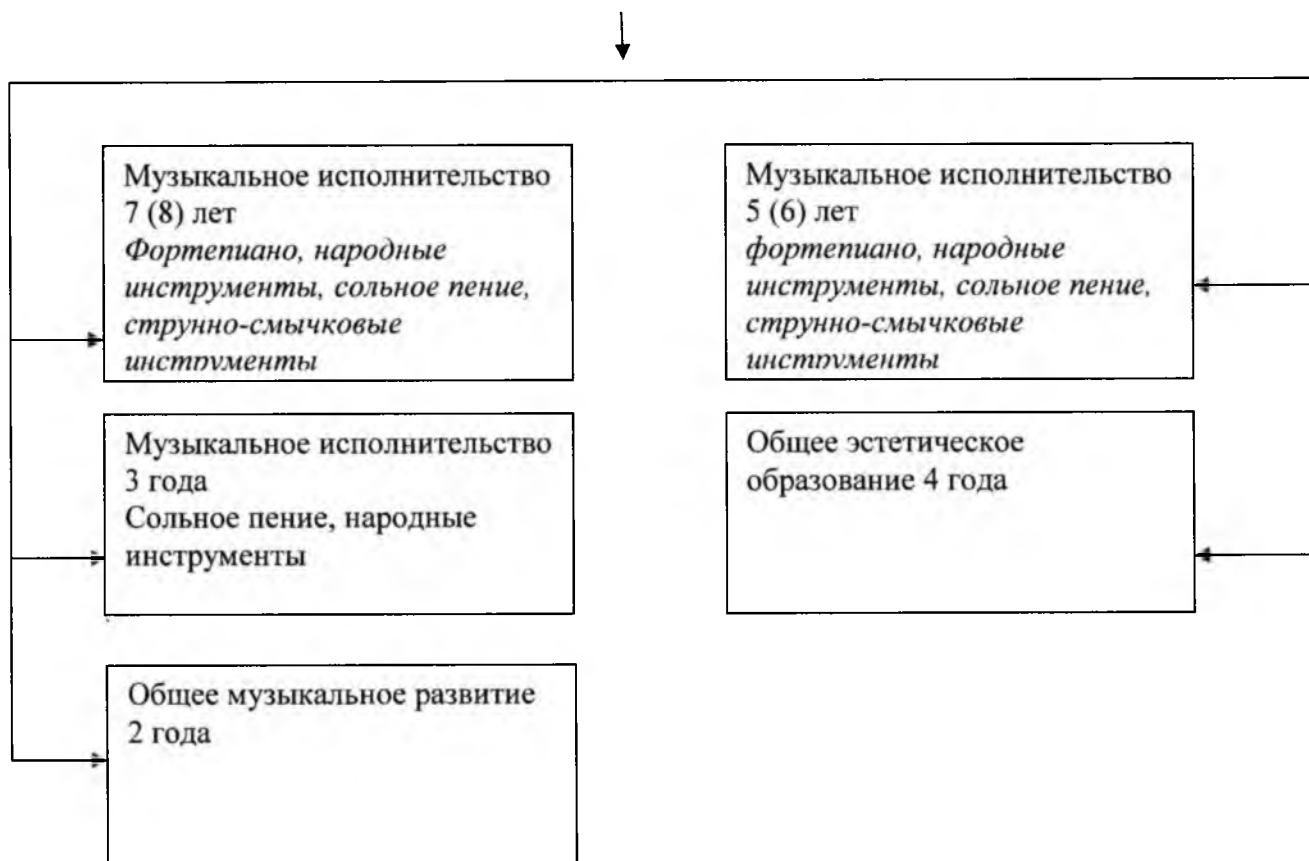 Музыкальное исполнительство
7 (8) лет
Фортепиано, народные
инструменты, сольное пение,
струнно-смычковые
инструменты
Музыкальное исполнительство
5 (6) лет
фортепиано, народные
инструменты, сольное пение,
струнно-смычковые
инструменты
Музыкальное исполнительство
3 года
Сольное пение, народные
инструменты
Общее эстетическое
образование 4 года
Общее музыкальное развитие
2 года